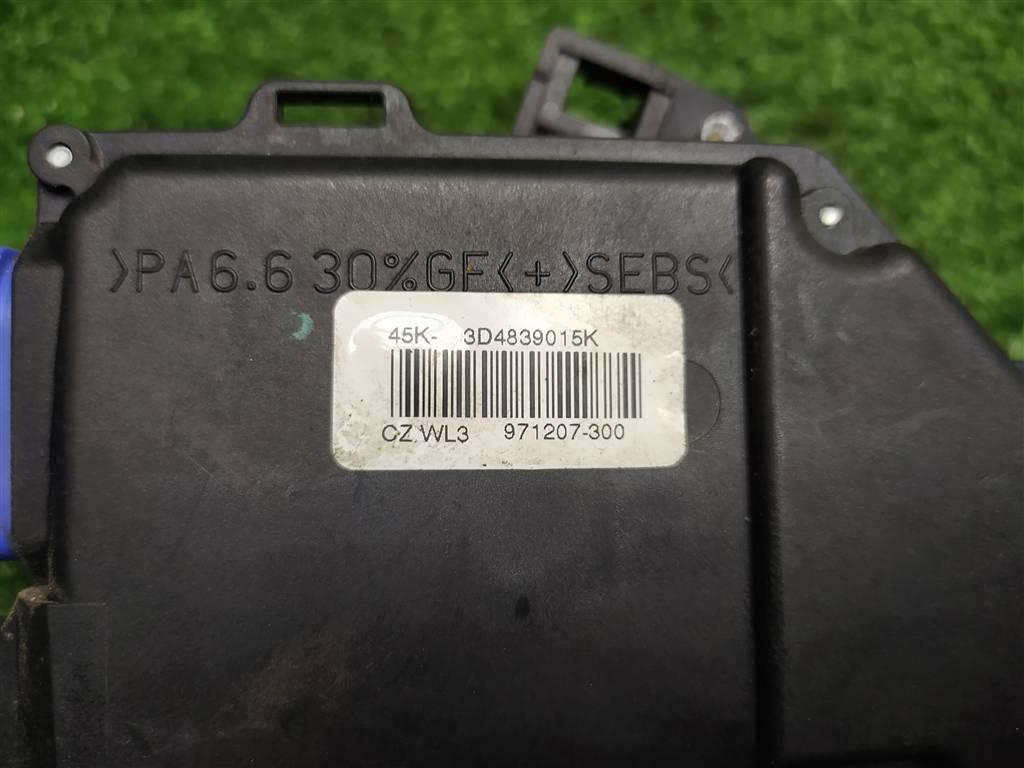 >PA6.6 30%GF<+>SEBS<
45K- 3D4839015K
CZ WL3 971207-300